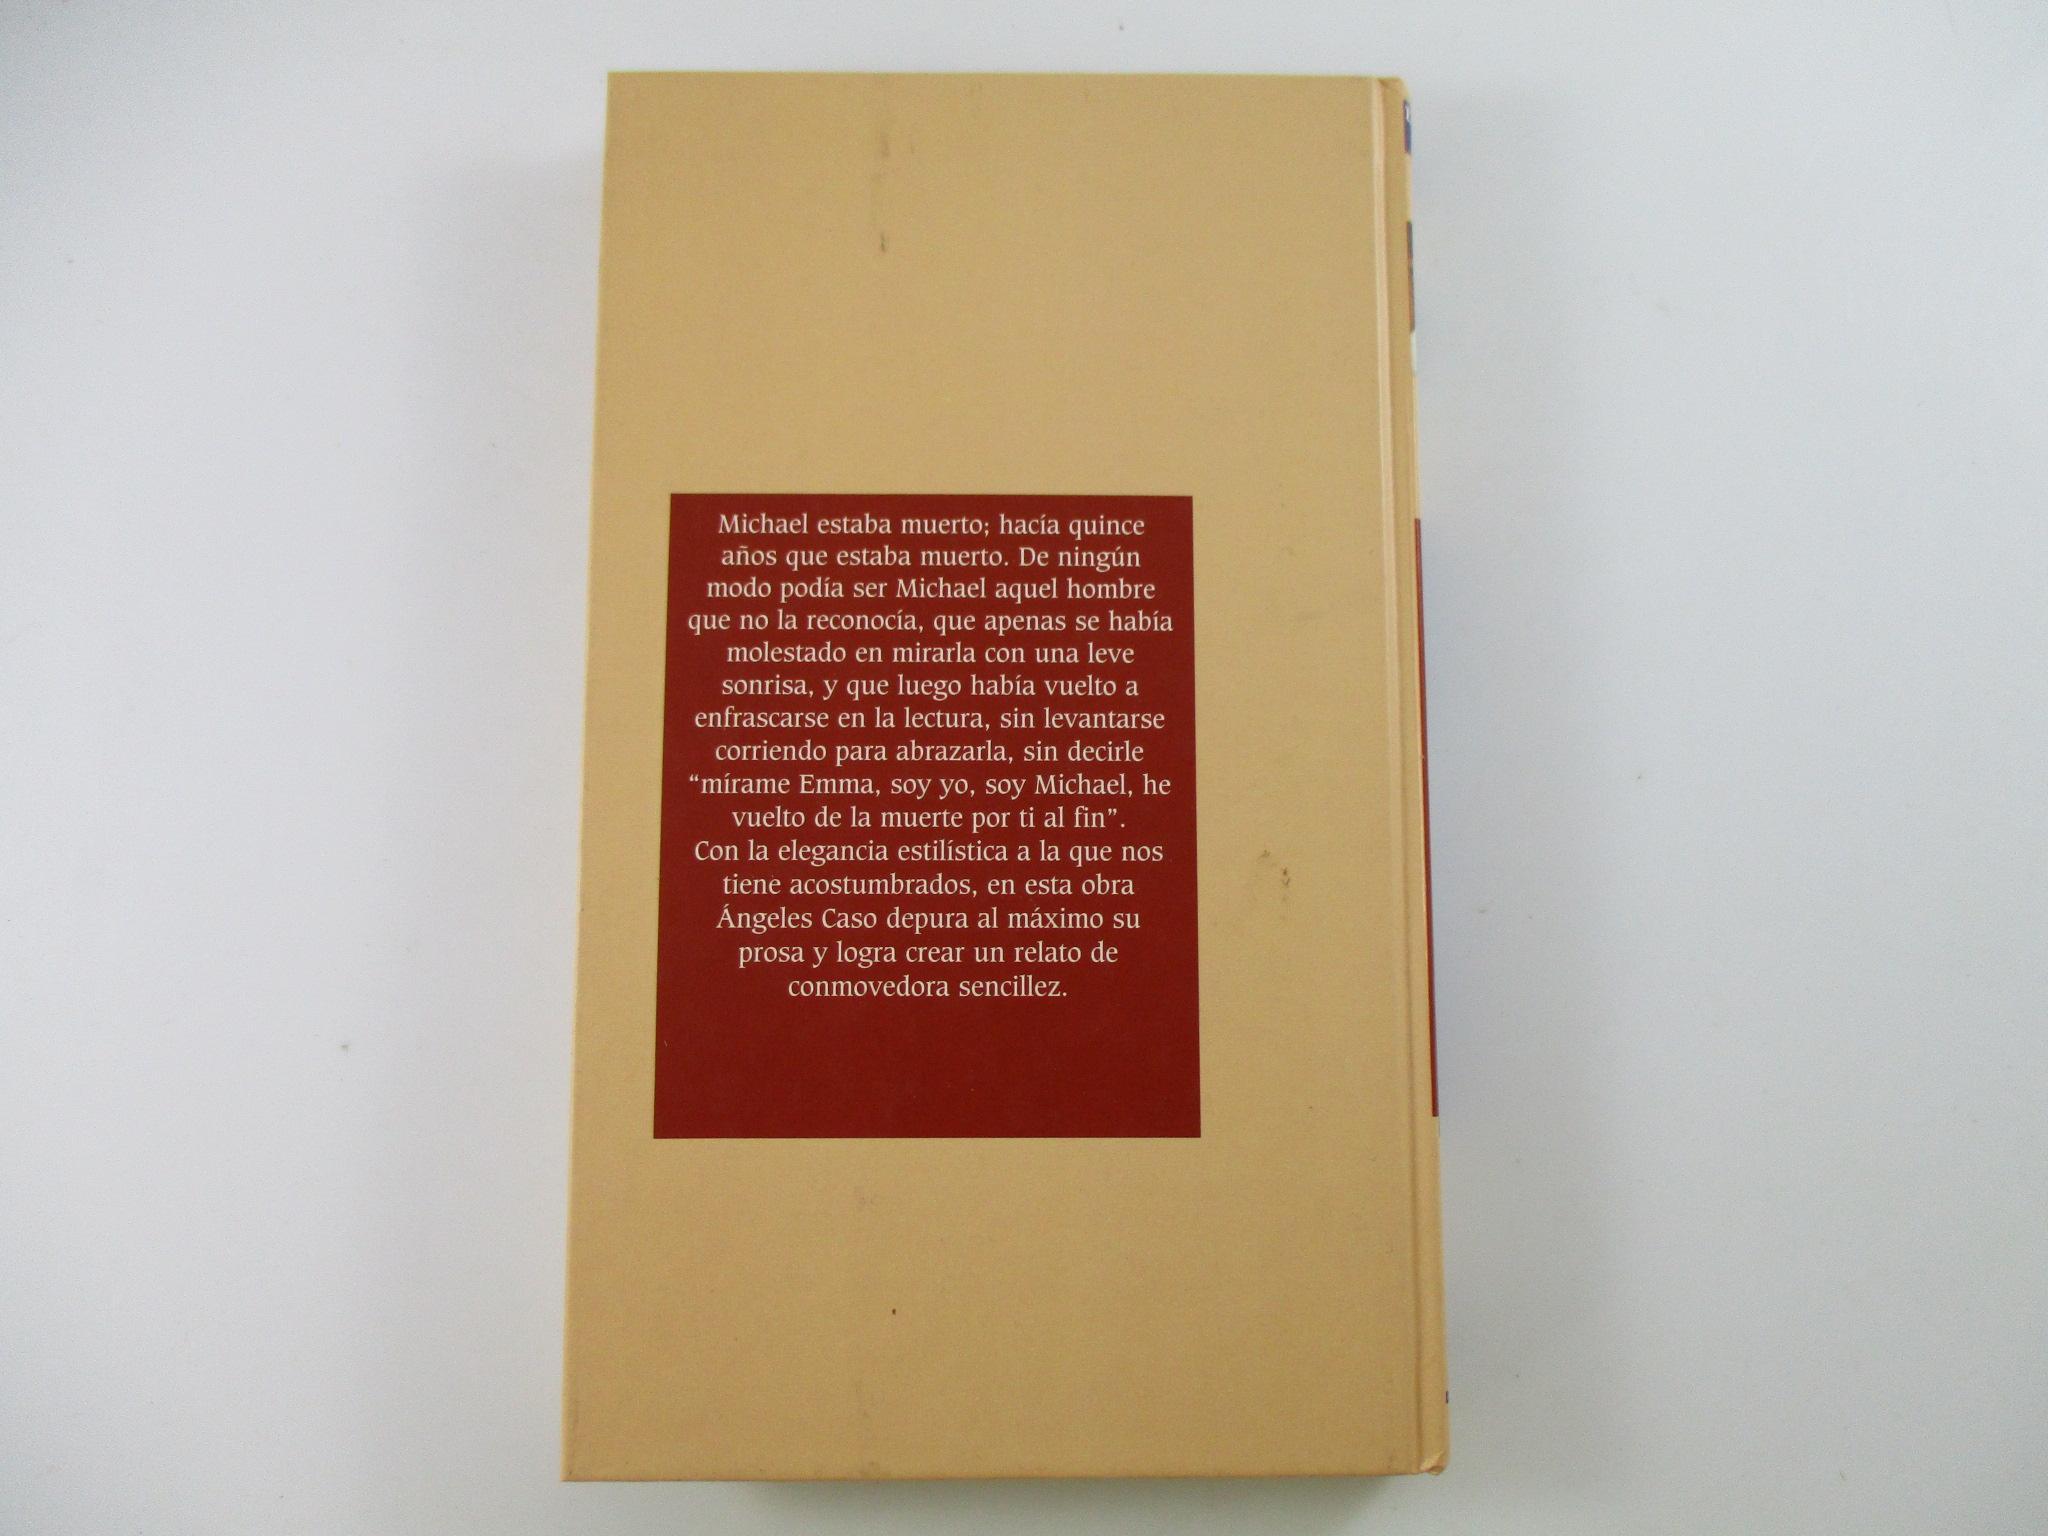 Michael estaba muerto; hacía quince
años que estaba muerto. De ningún
modo podía ser Michael aquel hombre
que no la reconocía, que apenas se había
molestado en mirarla con una leve
sonrisa, y que luego había vuelto a
enfrascarse en la lectura, sin levantarse
corriendo para abrazarla, sin decirle
“mírame Emma, soy yo, soy Michael, he
vuelto de la muerte por ti al fin”.
Con la elegancia estilística a la que nos
tiene acostumbrados, en esta obra
Ángeles Caso depura al máximo su
prosa y logra crear un relato de
conmovedora sencillez.